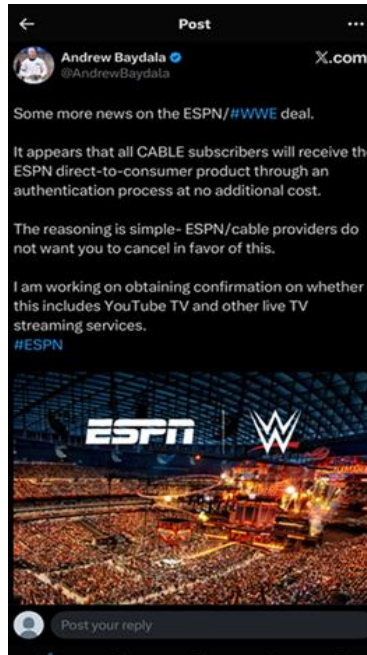 Post
Andrew Baydala
@AndrewBaydala
X.com
Some more news on the ESPN/#WWE deal.
It appears that all CABLE subscribers will receive the
ESPN direct-to-consumer product through an
authentication process at no additional cost.
The reasoning is simple- ESPN/cable providers do
not want you to cancel in favor of this.
I am working on obtaining confirmation on whether
this includes YouTube TV and other live TV
streaming services.
#ESPN
ESPN W
Post your reply